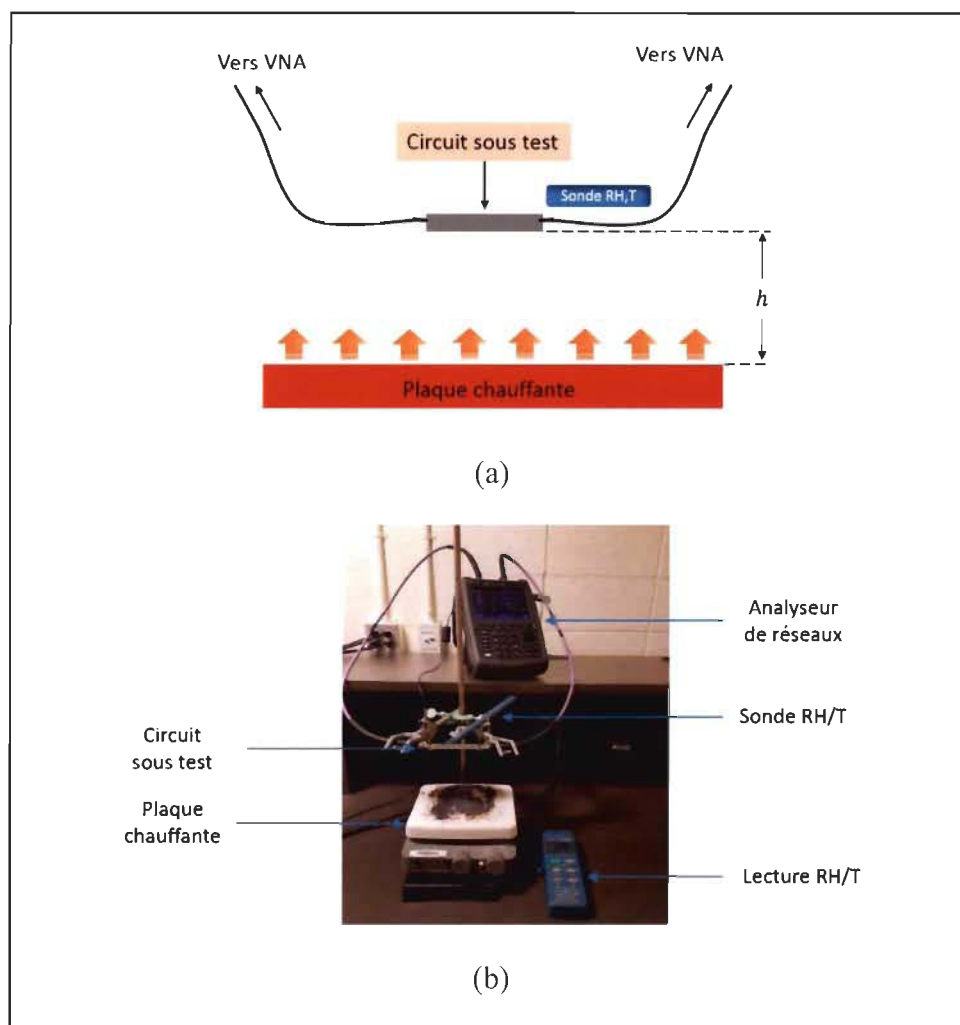 Vers VNA
Vers VNA
Circuit sous test
Sonde RH,T
h
Plaque chauffante
(a)
Analyseur
de réseaux
Sonde RH/T
Circuit
sous test
Plaque
chauffante
Lecture RH/T
(b)